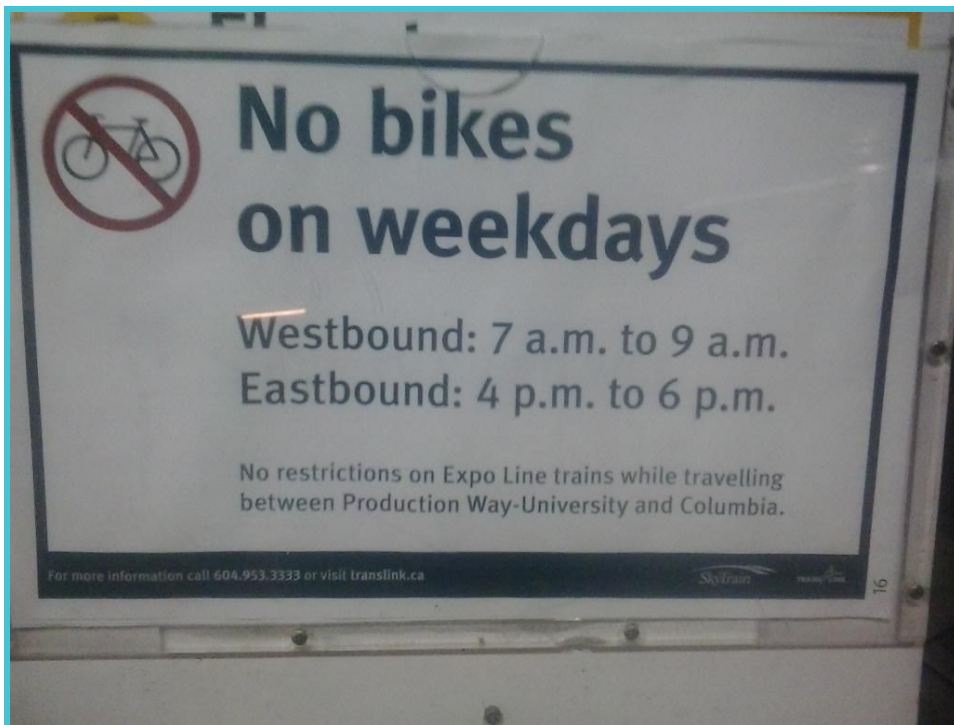 No bikes
on weekdays
Westbound: 7 a.m. to 9 a.m.
Eastbound: 4 p.m. to 6 p.m.
No restrictions on Expo Line trains while travelling
between Production Way-University and Columbia.
For more information call 604.953.3333 or visit translink.ca
SkyTrain
16